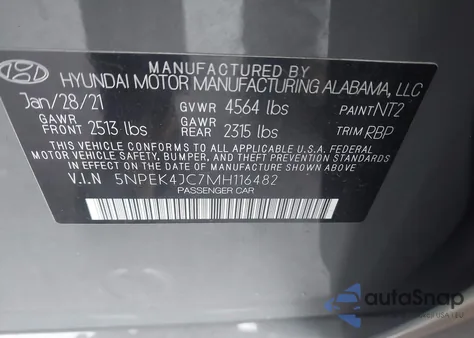 MANUFACTURED BY
HYUNDAI MOTOR MANUFACTURING ALABAMA, LLC
Jan/28/21 GVWR 4564 lbs PAINT NT2
GAWR FRONT 2513 lbs GAWR REAR 2315 lbs TRIM RBP
THIS VEHICLE CONFORMS TO ALL APPLICABLE U.S. FEDERAL
MOTOR VEHICLE SAFETY, BUMPER, AND THEFT PREVENTION
STANDARDS IN EFFECT ON THE DATE OF MANUFACTURE SHOWN ABOVE.
V.I.N 5NPEK4JC7MH116482
PASSENGER CAR
autoSnap